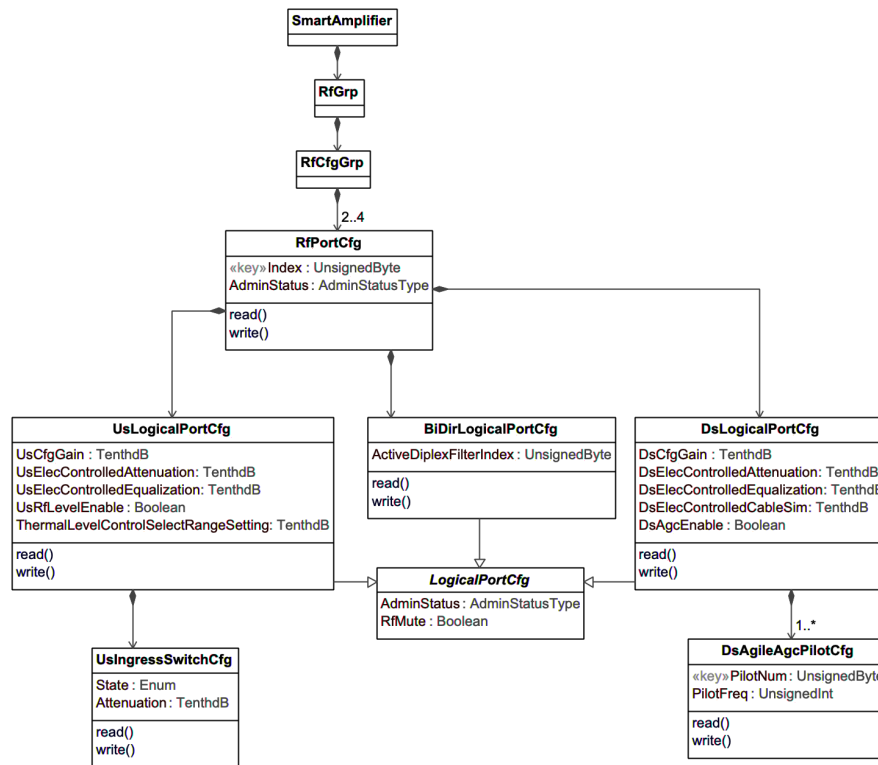 SmartAmplifier
RfGrp
RfCfgGrp
2..4
RfPortCfg
«key»Index : UnsignedByte
AdminStatus : AdminStatusType
read()
write()
UsLogicalPortCfg
UsCfgGain : TenthdB
UsElecControlledAttenuation: TenthdB
UsElecControlledEqualization: TenthdB
UsRfLevelEnable : Boolean
ThermalLevelControlSelectRangeSetting: TenthdB
read()
write()
BiDirLogicalPortCfg
ActiveDiplexFilterIndex : UnsignedByte
read()
write()
DsLogicalPortCfg
DsCfgGain : TenthdB
DsElecControlledAttenuation: TenthdB
DsElecControlledEqualization: TenthdB
DsElecControlledCableSim: TenthdB
DsAgcEnable : Boolean
read()
write()
LogicalPortCfg
AdminStatus : AdminStatusType
RfMute : Boolean
UsIngressSwitchCfg
State : Enum
Attenuation : TenthdB
read()
write()
1..*
DsAgileAgcPilotCfg
«key»PilotNum : UnsignedByte
PilotFreq : UnsignedInt
read()
write()